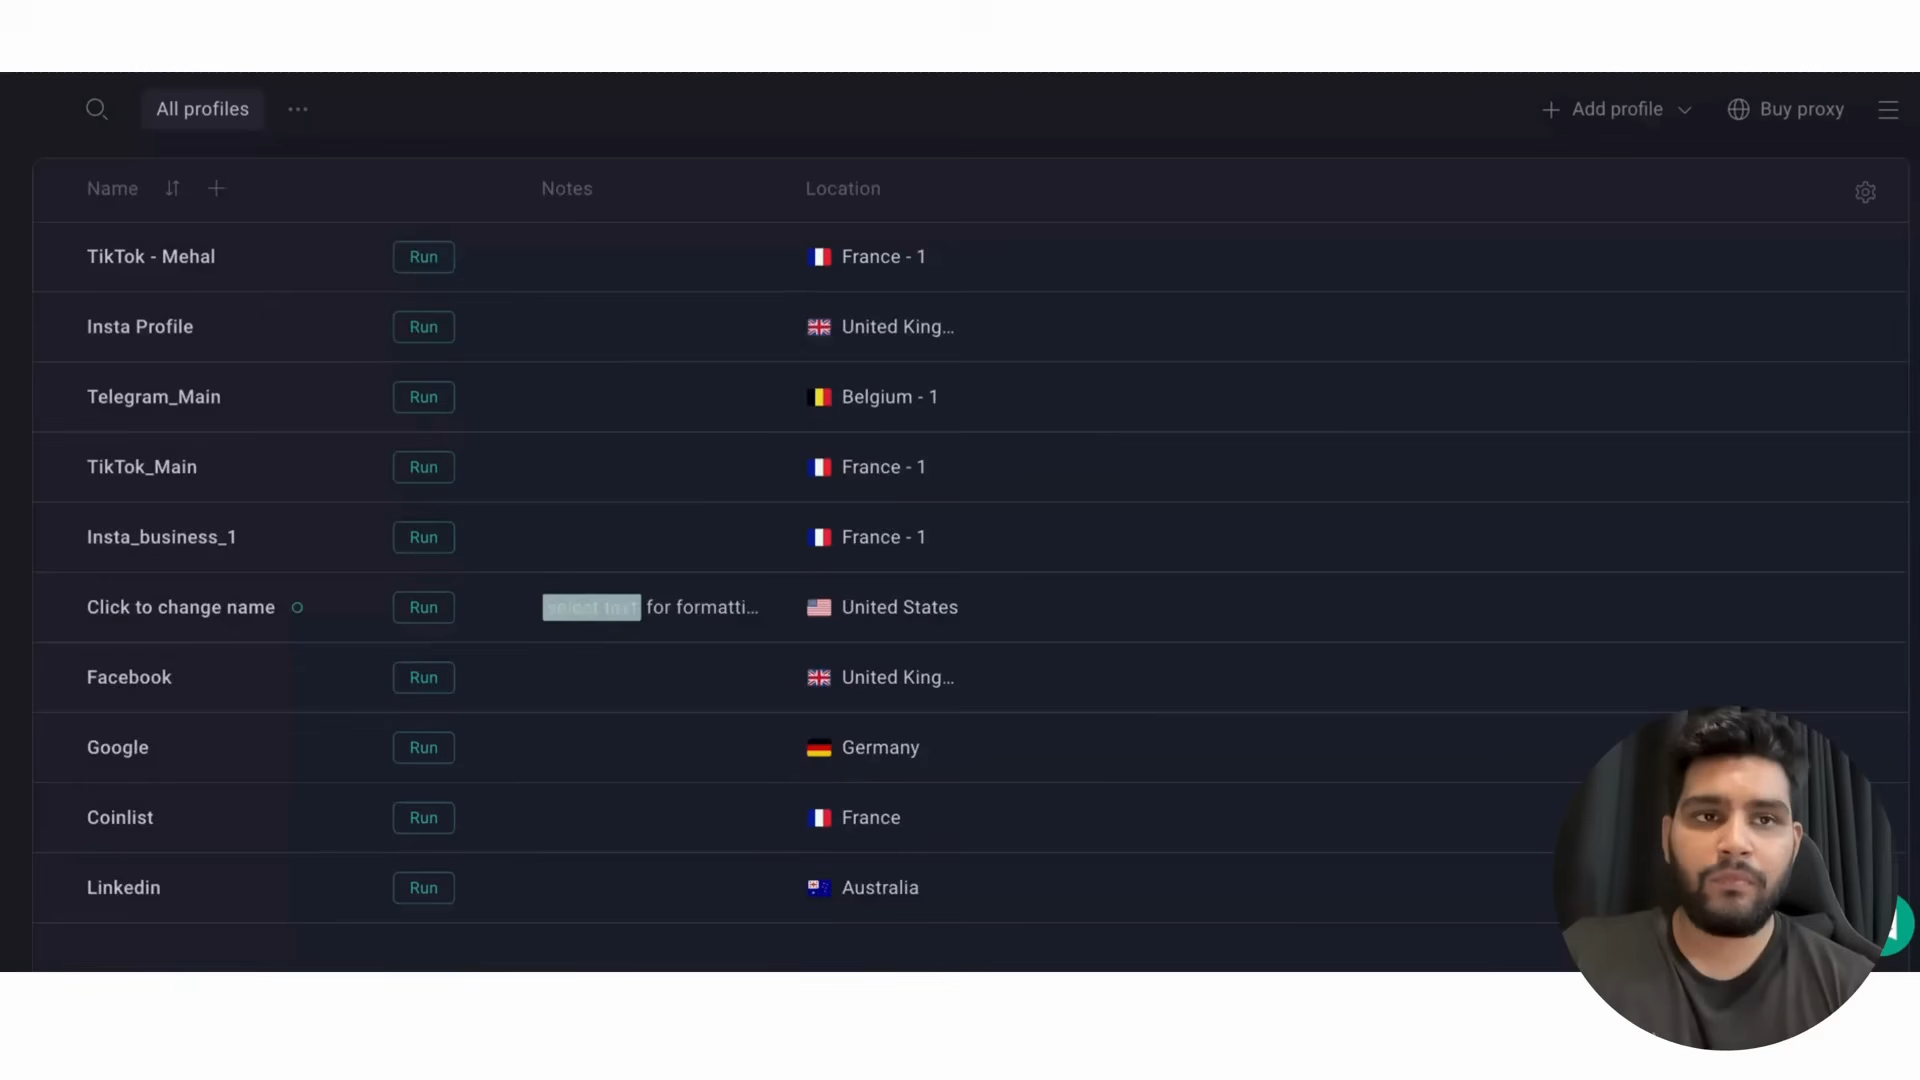 All profiles
Add profile
Buy proxy
Name
Notes
Location
TikTok - Mehal
Run
France - 1
Insta Profile
Run
United King...
Telegram_Main
Run
Belgium - 1
TikTok_Main
Run
France - 1
Insta_business_1
Run
France - 1
Click to change name
Run
select text for formatti...
United States
Facebook
Run
United King...
Google
Run
Germany
Coinlist
Run
France
Linkedin
Run
Australia